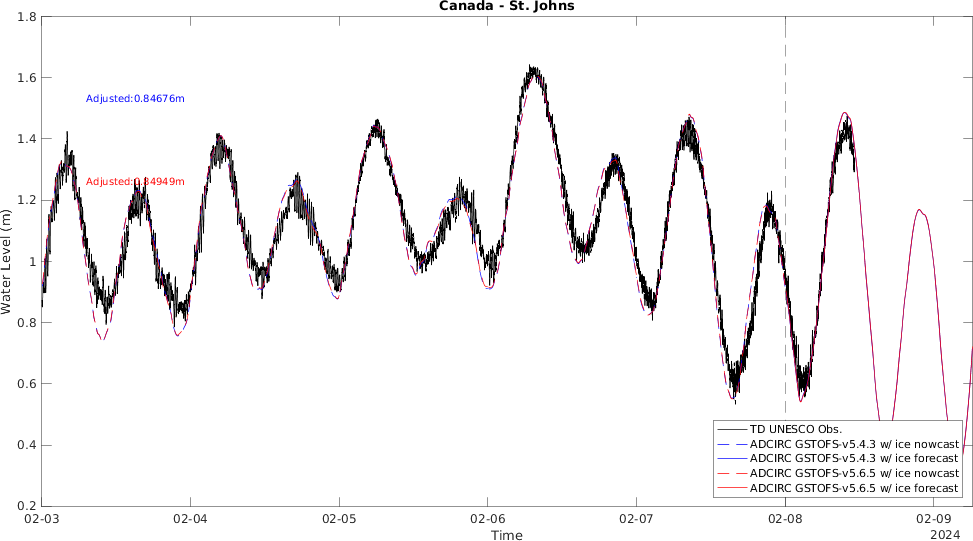 Canada - St. Johns
1.8
1.6
1.4
1.2
1
0.8
0.6
0.4
0.2
Water Level (m)
Adjusted:0.84676m
Adjusted:0.84949m
TD UNESCO Obs.
ADCIRC GSTOFS-v5.4.3 w/ ice nowcast
ADCIRC GSTOFS-v5.4.3 w/ ice forecast
ADCIRC GSTOFS-v5.6.5 w/ ice nowcast
ADCIRC GSTOFS-v5.6.5 w/ ice forecast
02-03 02-04 02-05 02-06 02-07 02-08 02-09
Time 2024